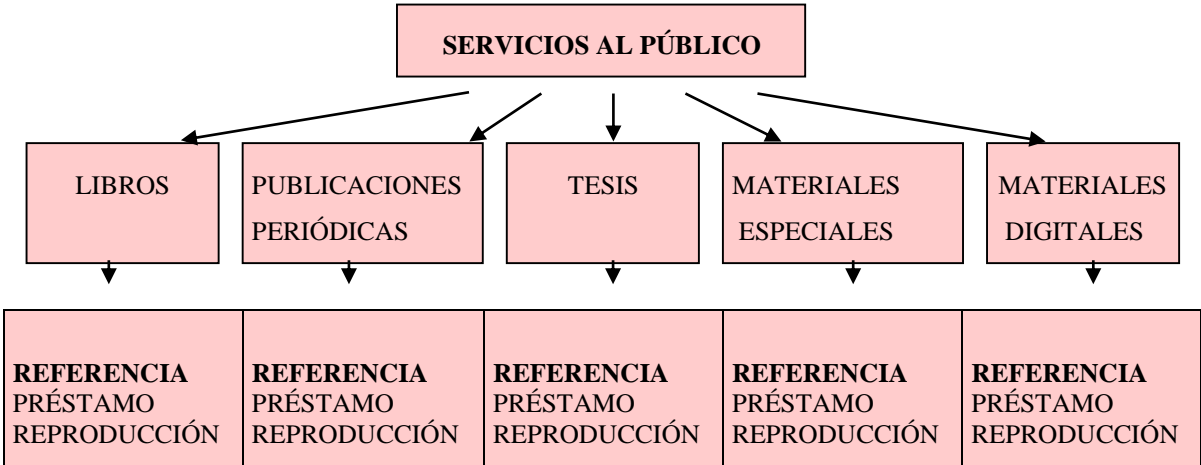 SERVICIOS AL PÚBLICO
LIBROS
PUBLICACIONES
PERIÓDICAS
TESIS
MATERIALES
ESPECIALES
MATERIALES
DIGITALES
REFERENCIA
PRÉSTAMO
REPRODUCCIÓN
REFERENCIA
PRÉSTAMO
REPRODUCCIÓN
REFERENCIA
PRÉSTAMO
REPRODUCCIÓN
REFERENCIA
PRÉSTAMO
REPRODUCCIÓN
REFERENCIA
PRÉSTAMO
REPRODUCCIÓN